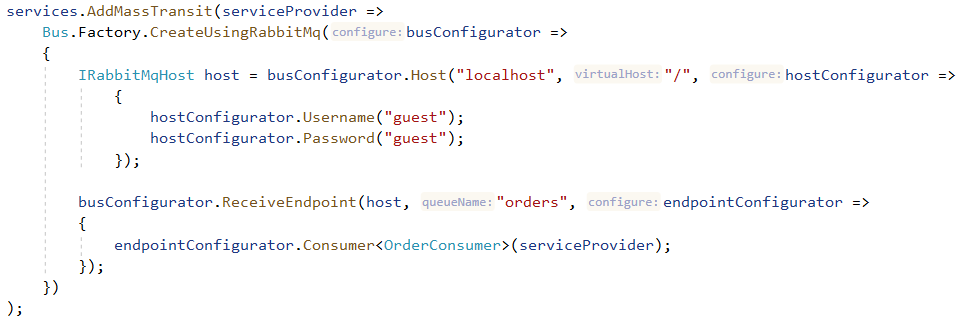 services.AddMassTransit(serviceProvider =>
    Bus.Factory.CreateUsingRabbitMq( configure: busConfigurator =>
    {
        IRabbitMqHost host = busConfigurator.Host("localhost", virtualHost: "/", configure: hostConfigurator =>
            {
                hostConfigurator.Username("guest");
                hostConfigurator.Password("guest");
            });

        busConfigurator.ReceiveEndpoint(host, queueName: "orders", configure: endpointConfigurator =>
        {
            endpointConfigurator.Consumer<OrderConsumer>(serviceProvider);
        });
    })
);